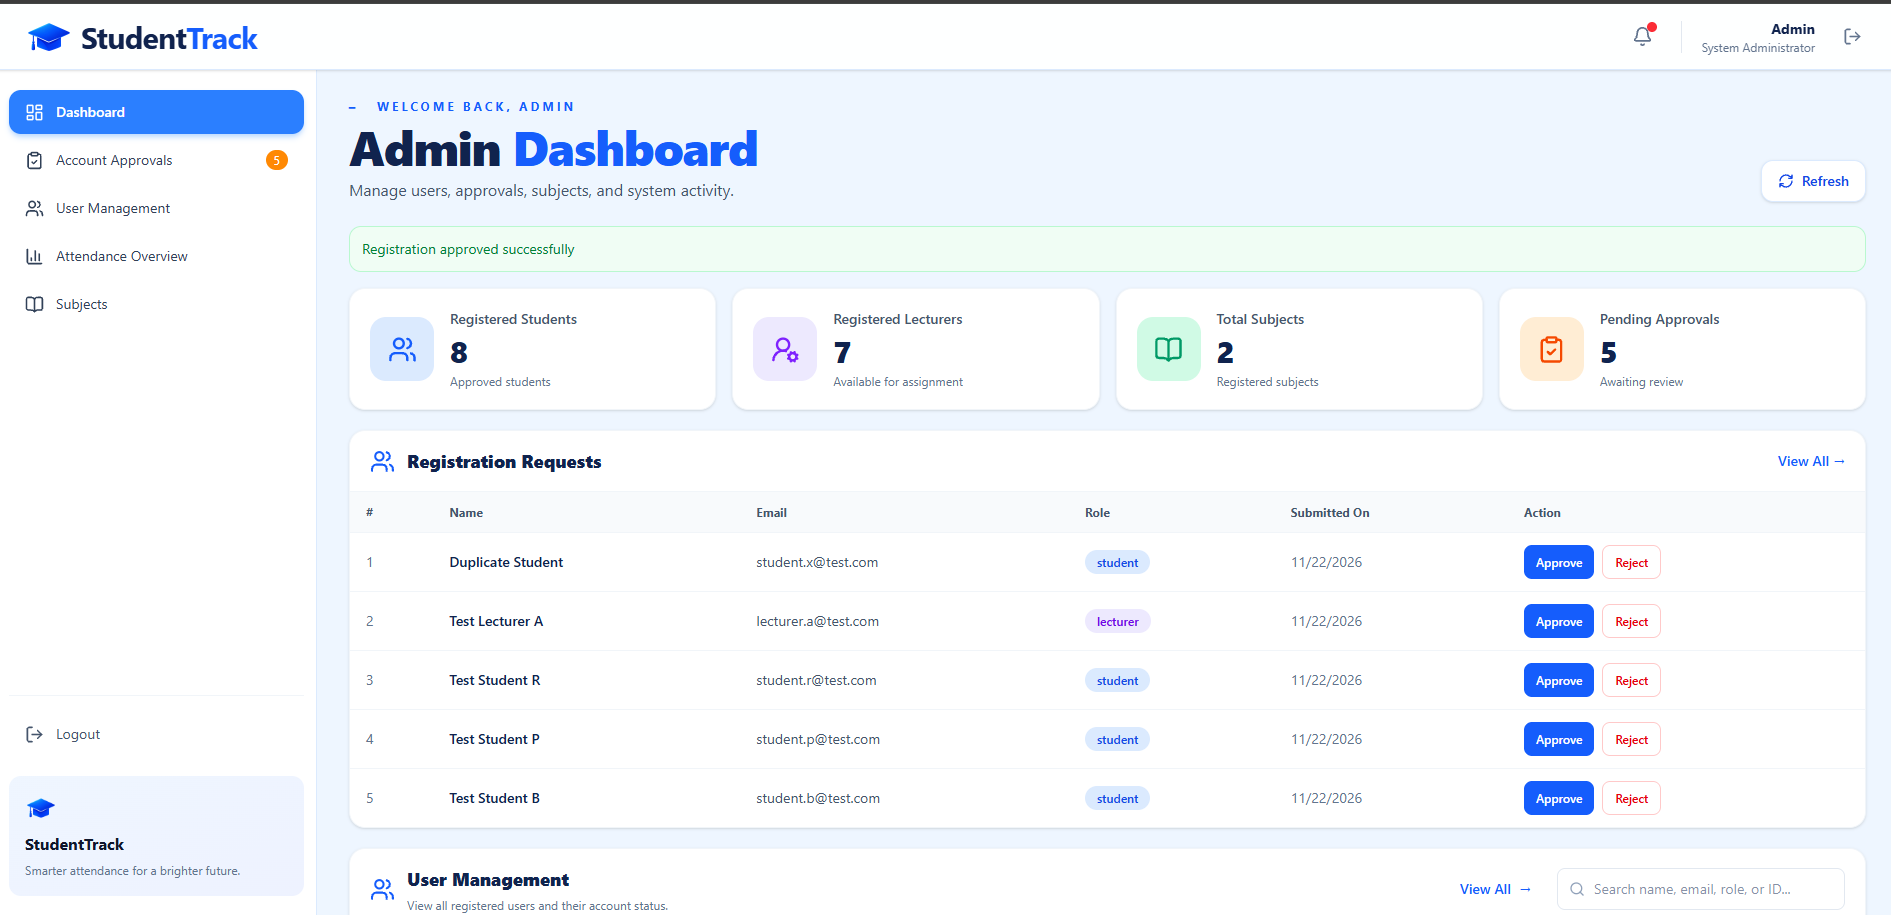 StudentTrack
Admin
System Administrator
Dashboard
Account Approvals 5
User Management
Attendance Overview
Subjects
Logout
StudentTrack
Smarter attendance for a brighter future.
– WELCOME BACK, ADMIN
Admin Dashboard
Manage users, approvals, subjects, and system activity.
Refresh
Registration approved successfully
Registered Students
8
Approved students
Registered Lecturers
7
Available for assignment
Total Subjects
2
Registered subjects
Pending Approvals
5
Awaiting review
Registration Requests
View All →
# Name Email Role Submitted On Action
1 Duplicate Student student.x@test.com student 11/22/2026 Approve Reject
2 Test Lecturer A lecturer.a@test.com lecturer 11/22/2026 Approve Reject
3 Test Student R student.r@test.com student 11/22/2026 Approve Reject
4 Test Student P student.p@test.com student 11/22/2026 Approve Reject
5 Test Student B student.b@test.com student 11/22/2026 Approve Reject
User Management
View all registered users and their account status.
View All →
Search name, email, role, or ID...